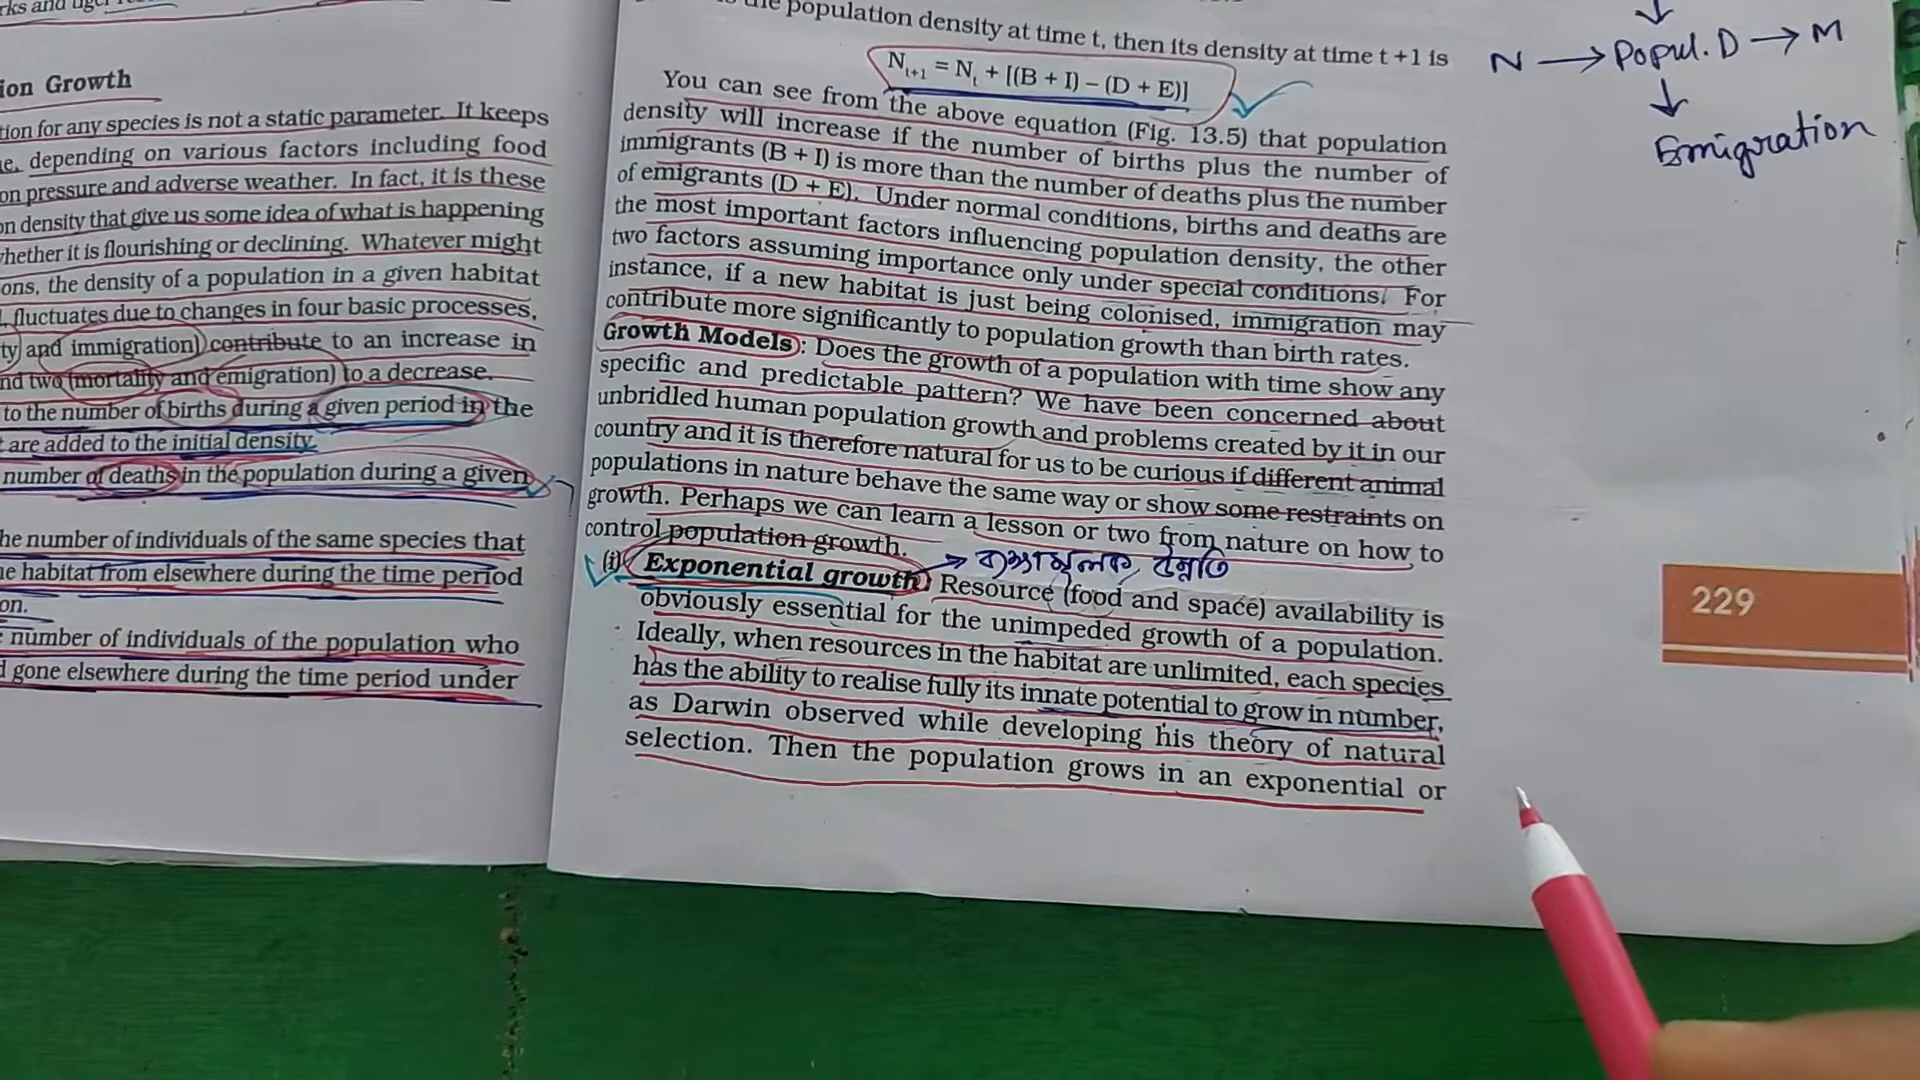 rks and
ion Growth
tion for any species is not a static parameter. It keeps
e, depending on various factors including food
on pressure and adverse weather. In fact, it is these
on density that give us some idea of what is happening
whether it is flourishing or declining. Whatever might
ons, the density of a population in a given habitat
, fluctuates due to changes in four basic processes,
ty and immigration) contribute to an increase in
nd two (mortality and emigration) to a decrease.
to the number of births during a given period in the
t are added to the initial density.
number of deaths in the population during a given
he number of individuals of the same species that
he habitat from elsewhere during the time period
on.
number of individuals of the population who
d gone elsewhere during the time period under
the population density at time t, then its density at time t +1 is
N t+1 = N t + [(B + I) – (D + E)]
You can see from the above equation (Fig. 13.5) that population
density will increase if the number of births plus the number of
immigrants (B + I) is more than the number of deaths plus the number
of emigrants (D + E). Under normal conditions, births and deaths are
the most important factors influencing population density, the other
two factors assuming importance only under special conditions. For
instance, if a new habitat is just being colonised, immigration may
contribute more significantly to population growth than birth rates.
Growth Models : Does the growth of a population with time show any
specific and predictable pattern? We have been concerned about
unbridled human population growth and problems created by it in our
country and it is therefore natural for us to be curious if different animal
populations in nature behave the same way or show some restraints on
growth. Perhaps we can learn a lesson or two from nature on how to
control population growth.
(i) Exponential growth: Resource (food and space) availability is
obviously essential for the unimpeded growth of a population.
Ideally, when resources in the habitat are unlimited, each species
has the ability to realise fully its innate potential to grow in number,
as Darwin observed while developing his theory of natural
selection. Then the population grows in an exponential or
N → Popul. D → M
Emigration
229